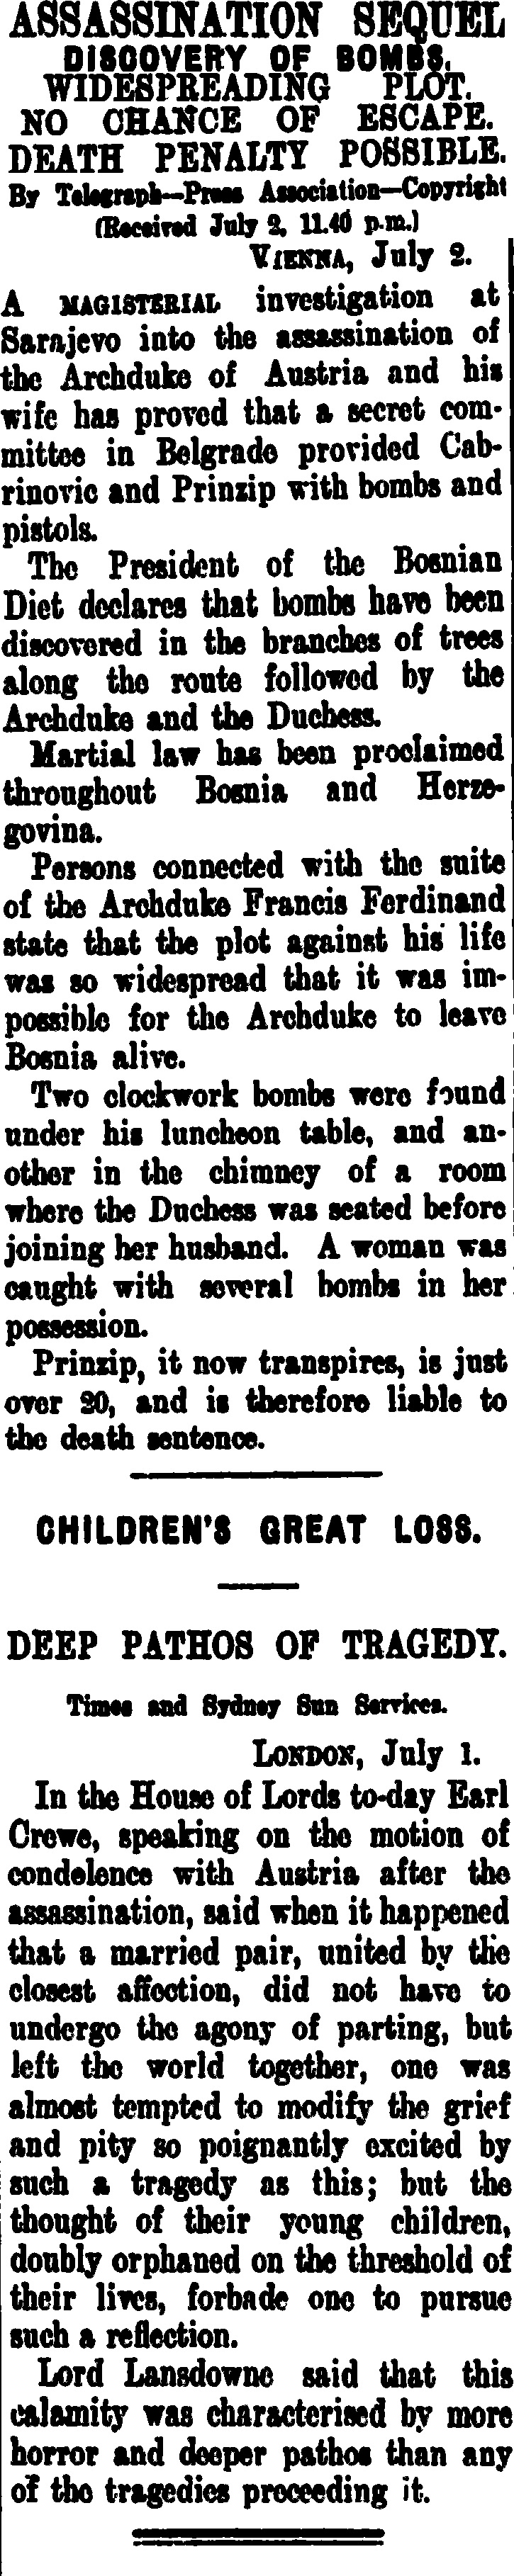 ASSASSINATION SEQUEL
DISCOVERY OF BOMBS.
WIDESPREADING PLOT.
NO CHANCE OF ESCAPE.
DEATH PENALTY POSSIBLE.
By Telegraph—Press Association—Copyright
(Received July 2, 11.40 p.m.)
VIENNA, July 2.
A MAGISTERIAL investigation at
Sarajevo into the assassination of
the Archduke of Austria and his
wife has proved that a secret com-
mittee in Belgrade provided Cab-
rinovic and Prinzip with bombs and
pistols.
The President of the Bosnian
Diet declares that bombs have been
discovered in the branches of trees
along the route followed by the
Archduke and the Duchess.
Martial law has been proclaimed
throughout Bosnia and Herze-
govina.
Persons connected with the suite
of the Archduke Francis Ferdinand
state that the plot against his life
was so widespread that it was im-
possible for the Archduke to leave
Bosnia alive.
Two clockwork bombs were found
under his luncheon table, and an-
other in the chimney of a room
where the Duchess was seated before
joining her husband. A woman was
caught with several bombs in her
possession.
Prinzip, it now transpires, is just
over 20, and is therefore liable to
the death sentence.
CHILDREN'S GREAT LOSS.
DEEP PATHOS OF TRAGEDY.
Times and Sydney Sun Services.
LONDON, July 1.
In the House of Lords to-day Earl
Crewe, speaking on the motion of
condolence with Austria after the
assassination, said when it happened
that a married pair, united by the
closest affection, did not have to
undergo the agony of parting, but
left the world together, one was
almost tempted to modify the grief
and pity so poignantly excited by
such a tragedy as this; but the
thought of their young children,
doubly orphaned on the threshold of
their lives, forbade one to pursue
such a reflection.
Lord Lansdowne said that this
calamity was characterised by more
horror and deeper pathos than any
of the tragedies preceeding it.